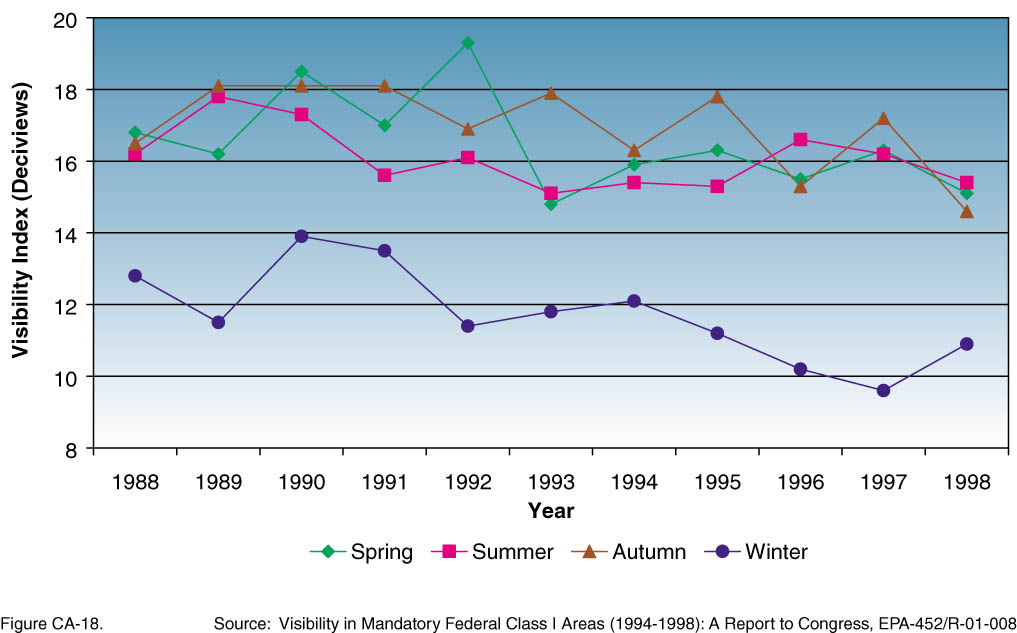 20
18
16
14
12
10
8
Visibility Index (Deciviews)
1988 1989 1990 1991 1992 1993 1994 1995 1996 1997 1998
Year
Spring Summer Autumn Winter
Figure CA-18. Source: Visibility in Mandatory Federal Class I Areas (1994-1998): A Report to Congress, EPA-452/R-01-008